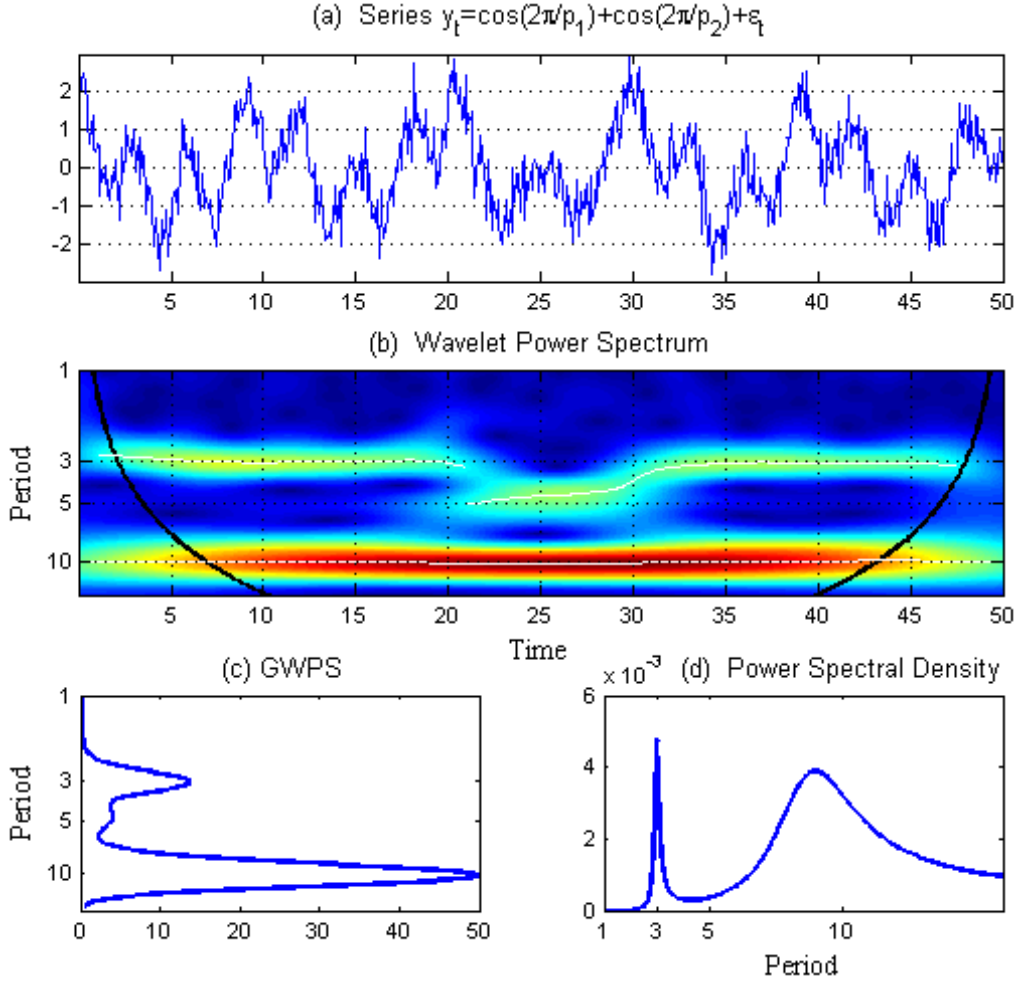 (a) Series y_t=cos(2π/p_1)+cos(2π/p_2)+ε_t
2
1
0
-1
-2
5 10 15 20 25 30 35 40 45 50
(b) Wavelet Power Spectrum
Period
1
3
5
10
5 10 15 20 25 30 35 40 45 50
Time
(c) GWPS
Period
1
3
5
10
0 10 20 30 40 50
x 10^-3 (d) Power Spectral Density
6
4
2
0
1 3 5 10
Period